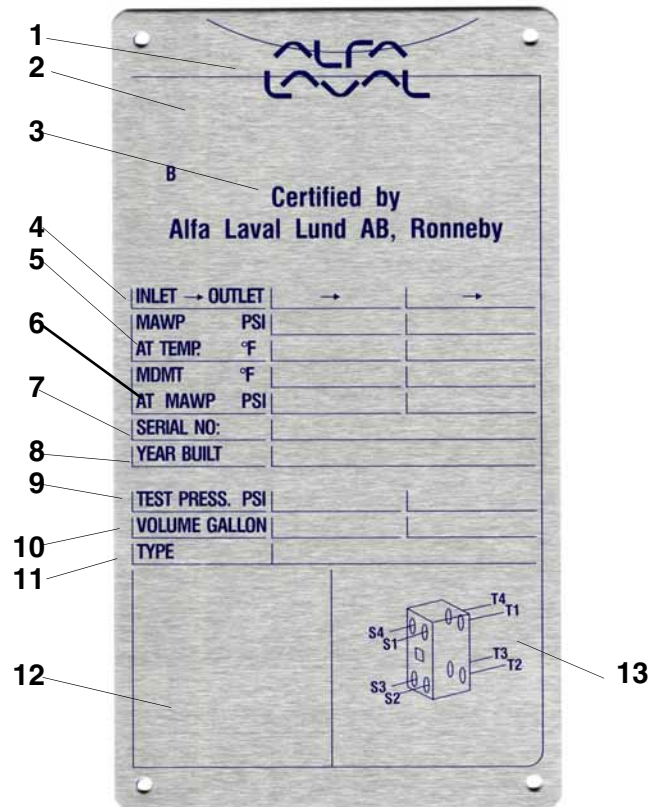 1
ALFA
2
LAVAL
3
B
Certified by
Alfa Laval Lund AB, Ronneby
4
INLET → OUTLET → →
5
MAWP PSI
AT TEMP. °F
6
MDMT °F
AT MAWP PSI
7
SERIAL NO:
8
YEAR BUILT
9
TEST PRESS. PSI
10
VOLUME GALLON
11
TYPE
T4
T1
S4
S1
12
T3
T2
13
S3
S2